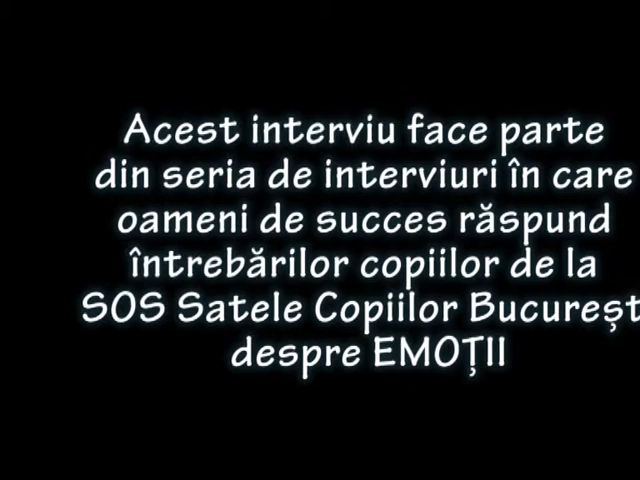 Acest interviu face parte
din seria de interviuri în care
oameni de succes răspund
întrebărilor copiilor de la
SOS Satele Copiilor Bucureșt
despre EMOȚII